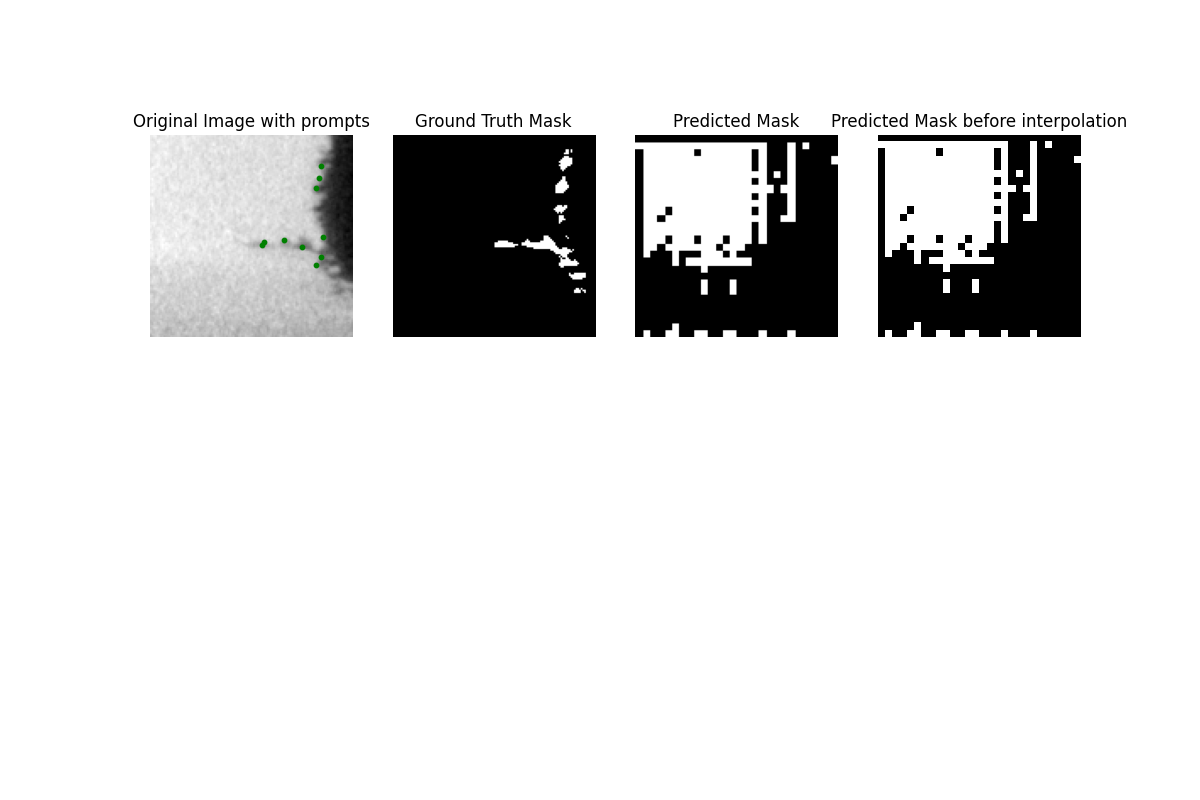 Original Image with prompts
Ground Truth Mask
Predicted Mask
Predicted Mask before interpolation